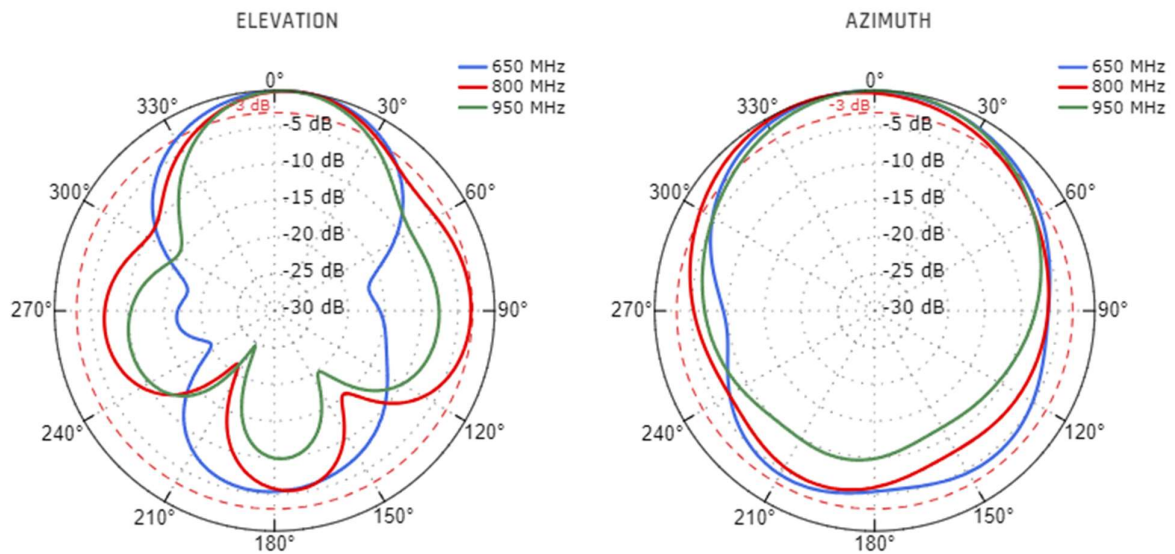 ELEVATION
650 MHz
800 MHz
950 MHz
0°
330°
3 dB
30°
-5 dB
-10 dB
300°
60°
-15 dB
-20 dB
-25 dB
270°
-30 dB
90°
240°
120°
210°
150°
180°
AZIMUTH
650 MHz
800 MHz
950 MHz
0°
330°
-3 dB
30°
-5 dB
-10 dB
300°
60°
-15 dB
-20 dB
-25 dB
270°
-30 dB
90°
240°
120°
210°
150°
180°